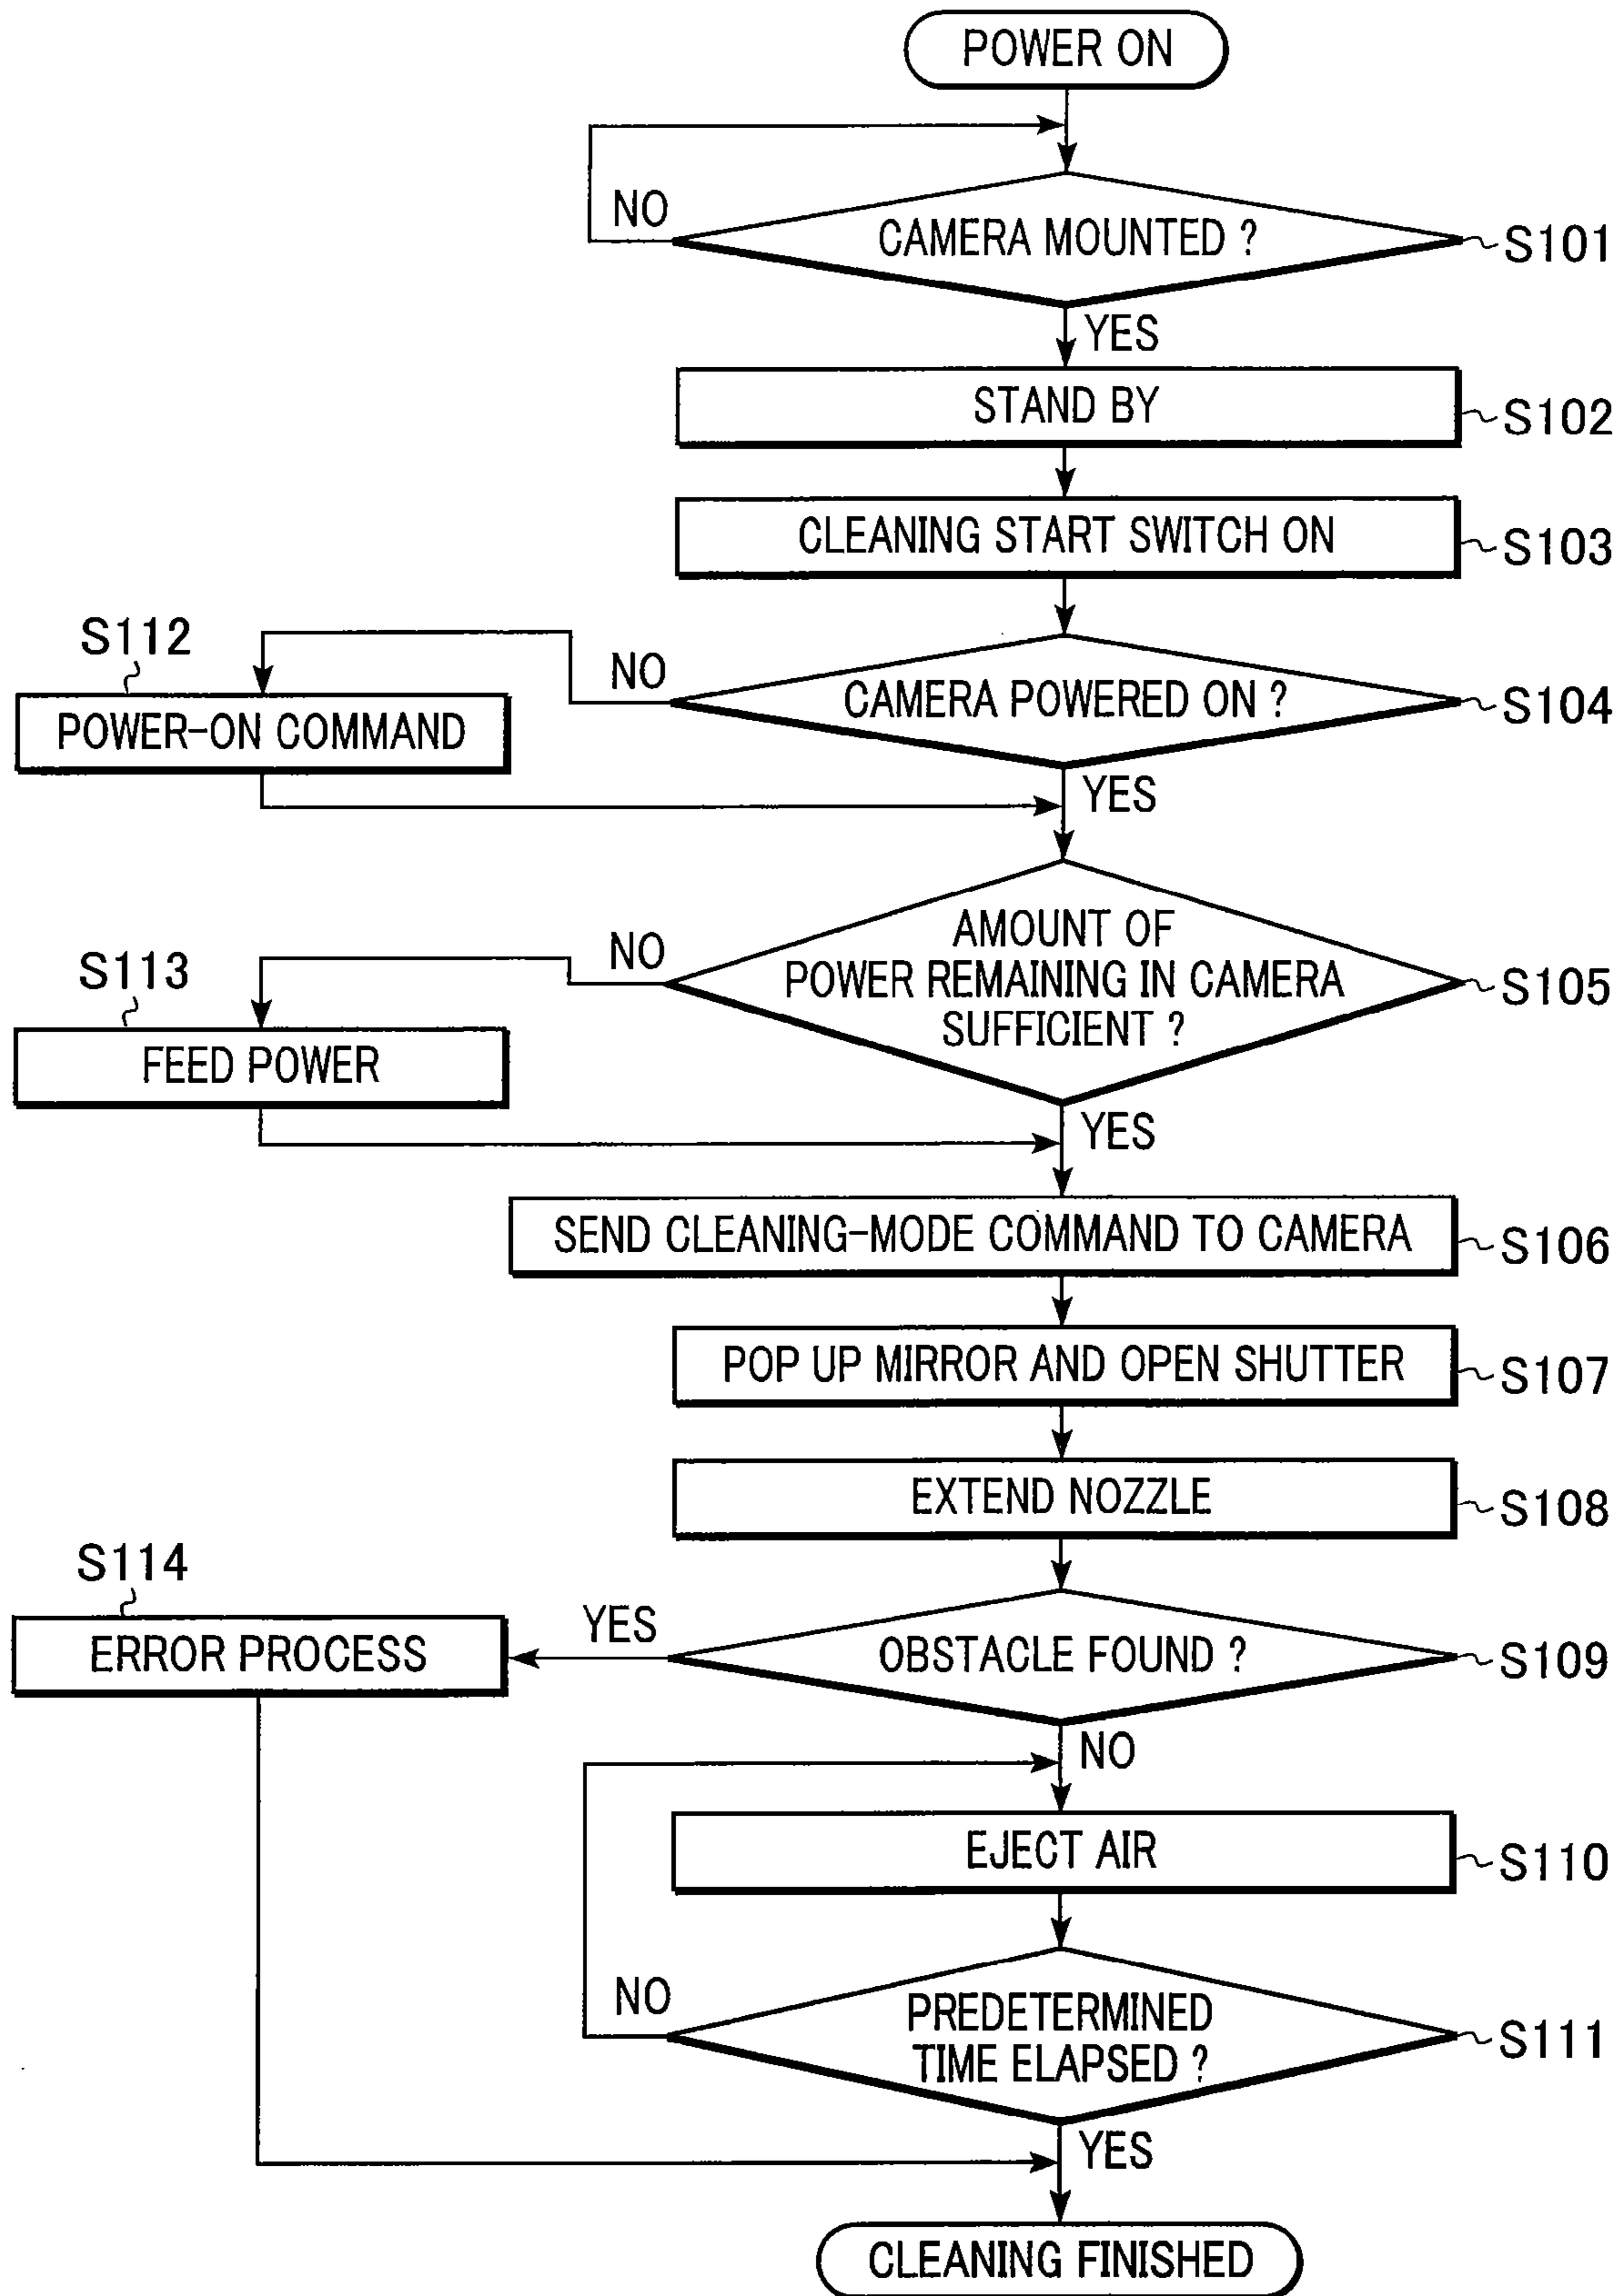 POWER ON
NO
CAMERA MOUNTED ?
S101
YES
STAND BY
S102
CLEANING START SWITCH ON
S103
S112
NO
POWER-ON COMMAND
CAMERA POWERED ON ?
S104
YES
S113
NO
AMOUNT OF
POWER REMAINING IN CAMERA
SUFFICIENT ?
S105
FEED POWER
YES
SEND CLEANING-MODE COMMAND TO CAMERA
S106
POP UP MIRROR AND OPEN SHUTTER
S107
EXTEND NOZZLE
S108
S114
YES
ERROR PROCESS
OBSTACLE FOUND ?
S109
NO
EJECT AIR
S110
NO
PREDETERMINED
TIME ELAPSED ?
S111
YES
CLEANING FINISHED